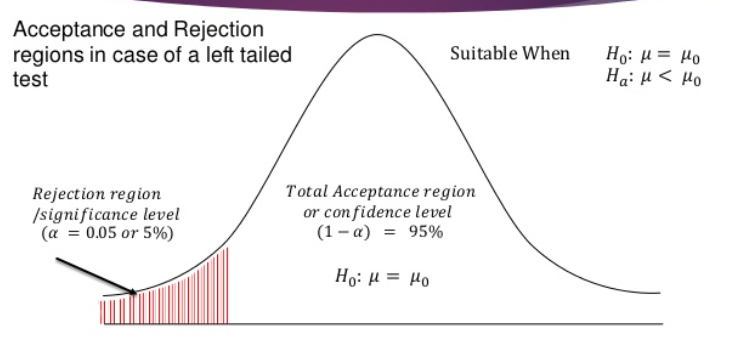 Acceptance and Rejection
regions in case of a left tailed
test
Suitable When H₀: μ = μ₀
Hₐ: μ < μ₀
Rejection region
/significance level
(α = 0.05 or 5%)
Total Acceptance region
or confidence level
(1 − α) = 95%
H₀: μ = μ₀